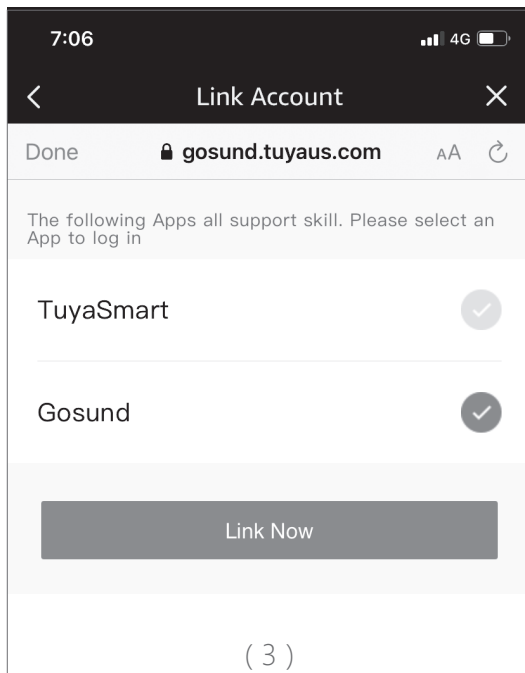 7:06
4G
Link Account
Done
gosund.tuyaus.com
AA
The following Apps all support skill. Please select an
App to log in
TuyaSmart
Gosund
Link Now
( 3 )